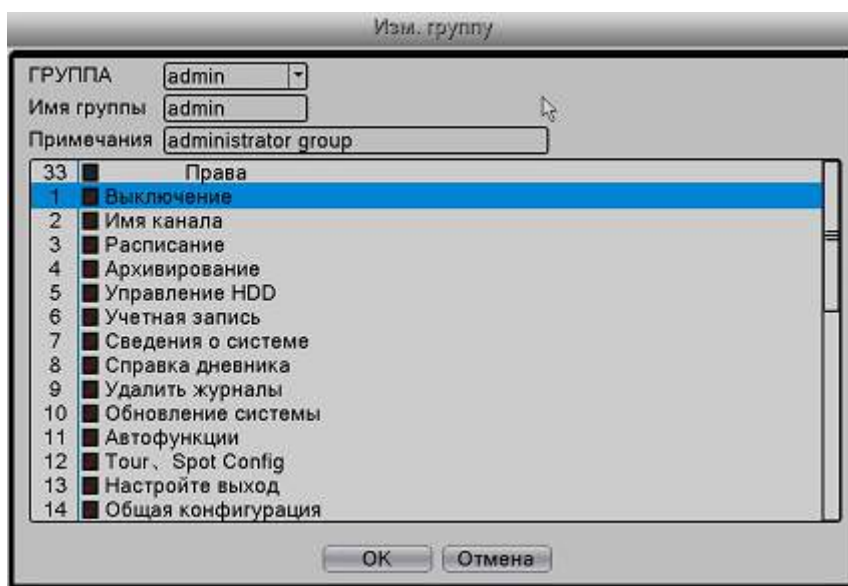 Изм. группу
ГРУППА admin
Имя группы admin
Примечания administrator group
33 Права
1 Выключение
2 Имя канала
3 Расписание
4 Архивирование
5 Управление HDD
6 Учетная запись
7 Сведения о системе
8 Справка дневника
9 Удалить журналы
10 Обновление системы
11 Автофункции
12 Tour、Spot Config
13 Настройте выход
14 Общая конфигурация
OK Отмена